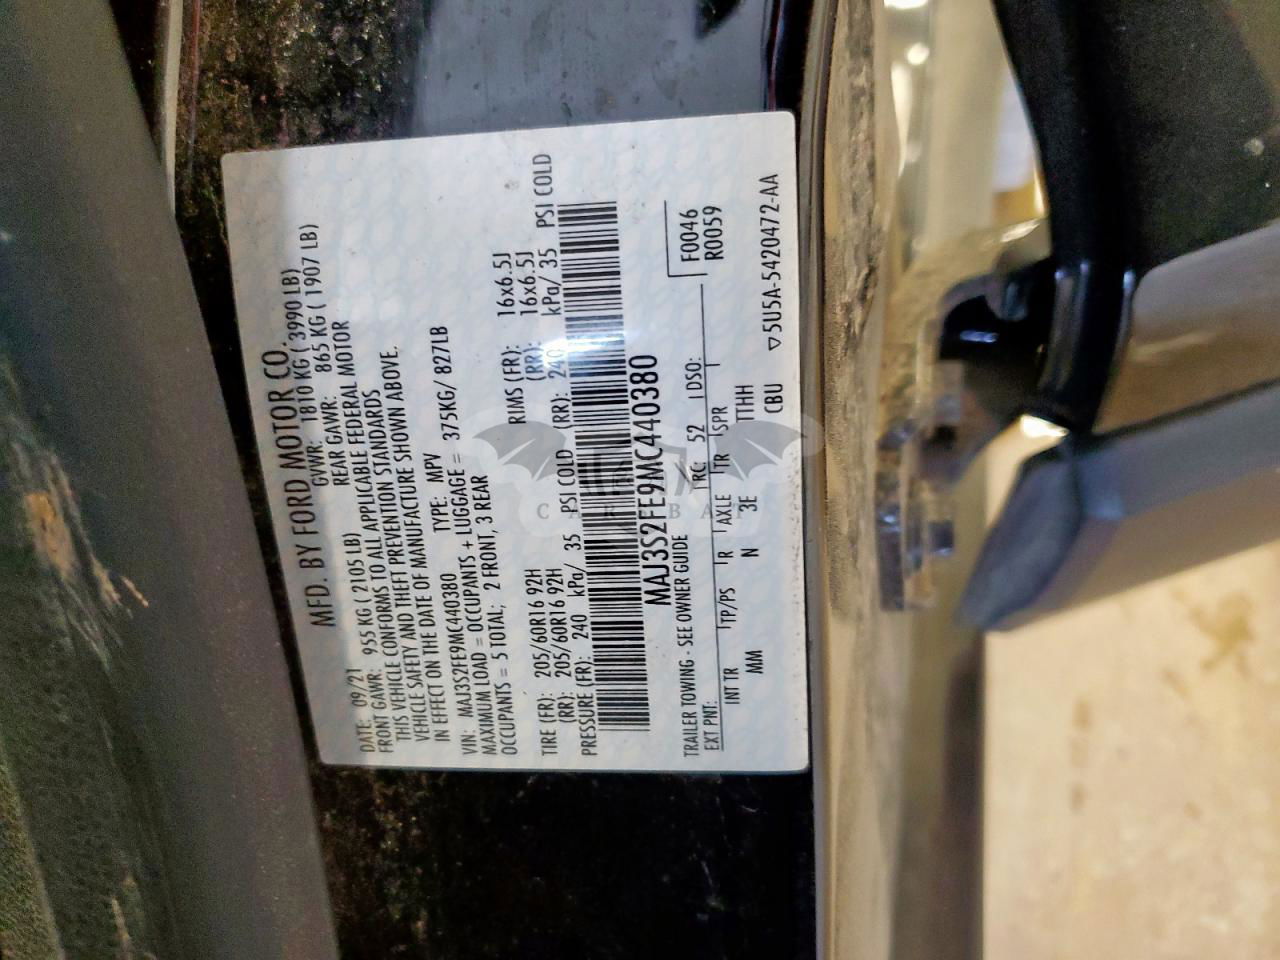 MFD. BY FORD MOTOR CO.
DATE: 09/21 GVWR: 1810 KG ( 3990 LB)
FRONT GAWR: 955 KG ( 2105 LB) REAR GAWR: 865 KG ( 1907 LB)
THIS VEHICLE CONFORMS TO ALL APPLICABLE FEDERAL MOTOR
VEHICLE SAFETY AND THEFT PREVENTION STANDARDS
IN EFFECT ON THE DATE OF MANUFACTURE SHOWN ABOVE.
VIN: MAJ3S2FE9MC440380 TYPE: MPV
MAXIMUM LOAD = OCCUPANTS + LUGGAGE = 375KG/ 827LB
OCCUPANTS = 5 TOTAL; 2 FRONT, 3 REAR
TIRE (FR): 205/60R16 92H RIMS (FR): 16x6.5J
(RR): 205/60R16 92H (RR): 16x6.5J
PRESSURE (FR): 240 kPa/ 35 PSI COLD (RR): 240 kPa/ 35 PSI COLD
MAJ3S2FE9MC440380
F0046
R0059
TRAILER TOWING - SEE OWNER GUIDE
EXT PNT: RC: 52 DSO:
INT TR TP/PS R AXLE TR SPR
MM N 3E TTHH
CBU
▽5U5A-5420472-AA